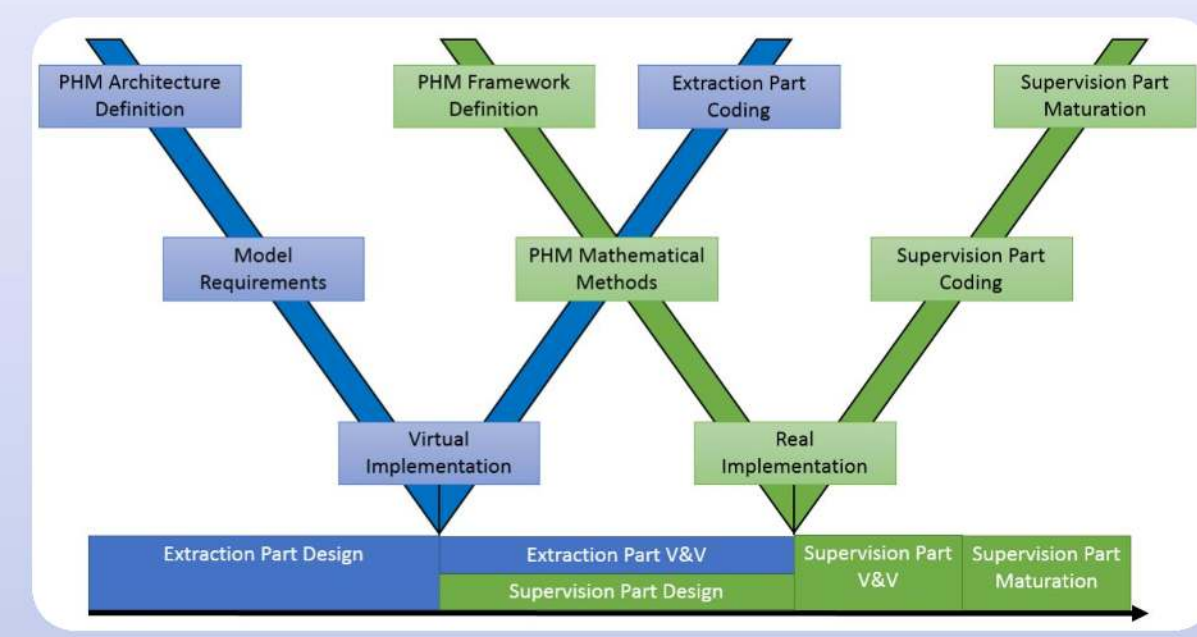 PHM Architecture
Definition
PHM Framework
Definition
Extraction Part
Coding
Supervision Part
Maturation
Model
Requirements
PHM Mathematical
Methods
Supervision Part
Coding
Virtual
Implementation
Real
Implementation
Extraction Part Design
Extraction Part V&V
Supervision Part Design
Supervision Part
V&V
Supervision Part
Maturation